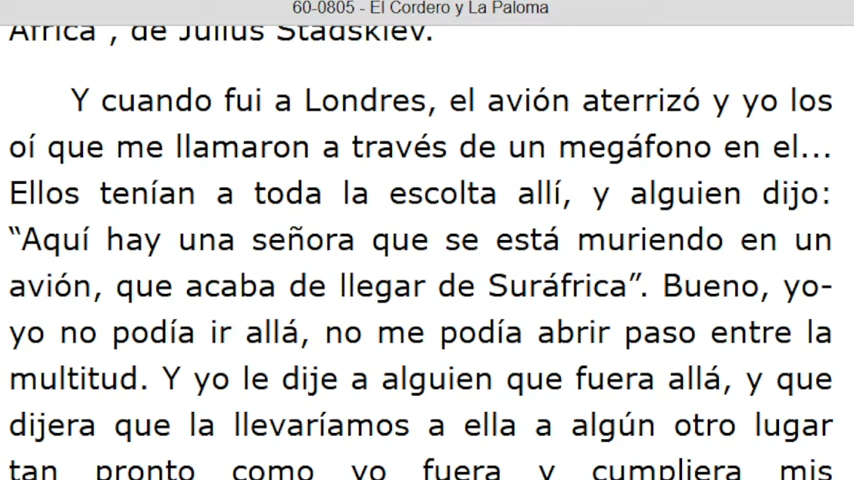 60-0805 - El Cordero y La Paloma
África”, de Julius Stadsklev.
Y cuando fui a Londres, el avión aterrizó y yo los
oí que me llamaron a través de un megáfono en el...
Ellos tenían a toda la escolta allí, y alguien dijo:
“Aquí hay una señora que se está muriendo en un
avión, que acaba de llegar de Suráfrica”. Bueno, yo-
yo no podía ir allá, no me podía abrir paso entre la
multitud. Y yo le dije a alguien que fuera allá, y que
dijera que la llevaríamos a ella a algún otro lugar
tan pronto como yo fuera y cumpliera mis